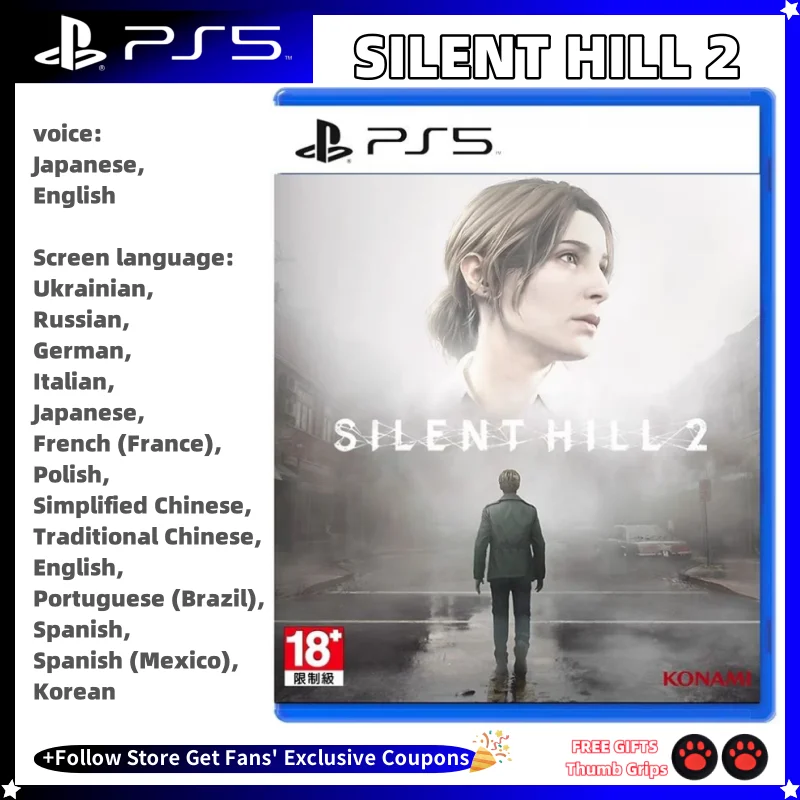 PS5
SILENT HILL 2
voice:
Japanese,
English
Screen language:
Ukrainian,
Russian,
German,
Italian,
Japanese,
French (France),
Polish,
Simplified Chinese,
Traditional Chinese,
English,
Portuguese (Brazil),
Spanish,
Spanish (Mexico),
Korean
PS5
SILENT HILL 2
18+
限制級
KONAMI
+Follow Store Get Fans' Exclusive Coupons
FREE GIFTS
Thumb Grips